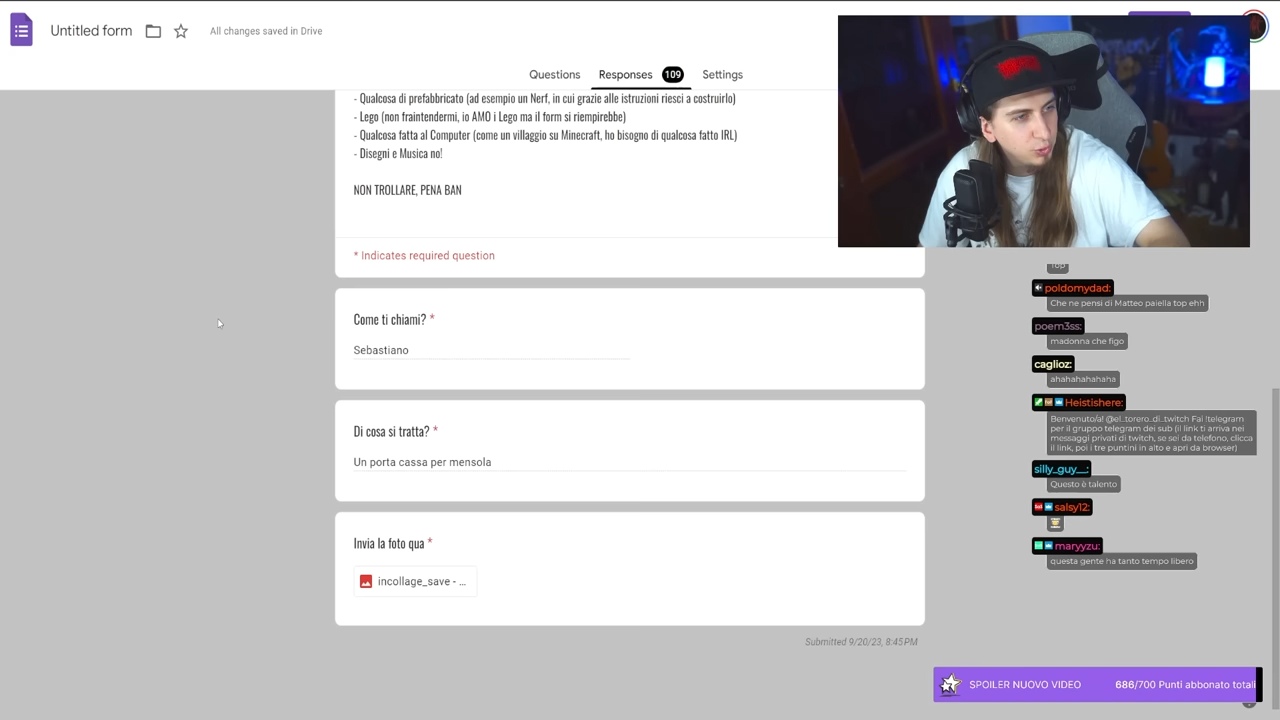 Untitled form
All changes saved in Drive
Questions
Responses 109
Settings
- Qualcosa di prefabbricato (ad esempio un Nerf, in cui grazie alle istruzioni riesci a costruirlo)
- Lego (non fraintendermi, io AMO i Lego ma il form si riempirebbe)
- Qualcosa fatta al Computer (come un villaggio su Minecraft, ho bisogno di qualcosa fatto IRL)
- Disegni e Musica no!
NON TROLLARE, PENA BAN
* Indicates required question
Come ti chiami? *
Sebastiano
Di cosa si tratta? *
Un porta cassa per mensola
Invia la foto qua *
incollage_save - ...
Submitted 9/20/23, 8:45 PM
Top
poldomydad:
Che ne pensi di Matteo paiella top ehh
poem3ss:
madonna che figo
caglioz:
ahahahahahaha
Heistishere:
Benvenuto/a! @el_torero_di_twitch Fai !telegram
per il gruppo telegram dei sub (il link ti arriva nei
messaggi privati di twitch, se sei da telefono, clicca
il link, poi i tre puntini in alto e apri da browser)
silly_guy__:
Questo è talento
salsy12:
maryyzu:
questa gente ha tanto tempo libero
SPOILER NUOVO VIDEO
686/700 Punti abbonato totali